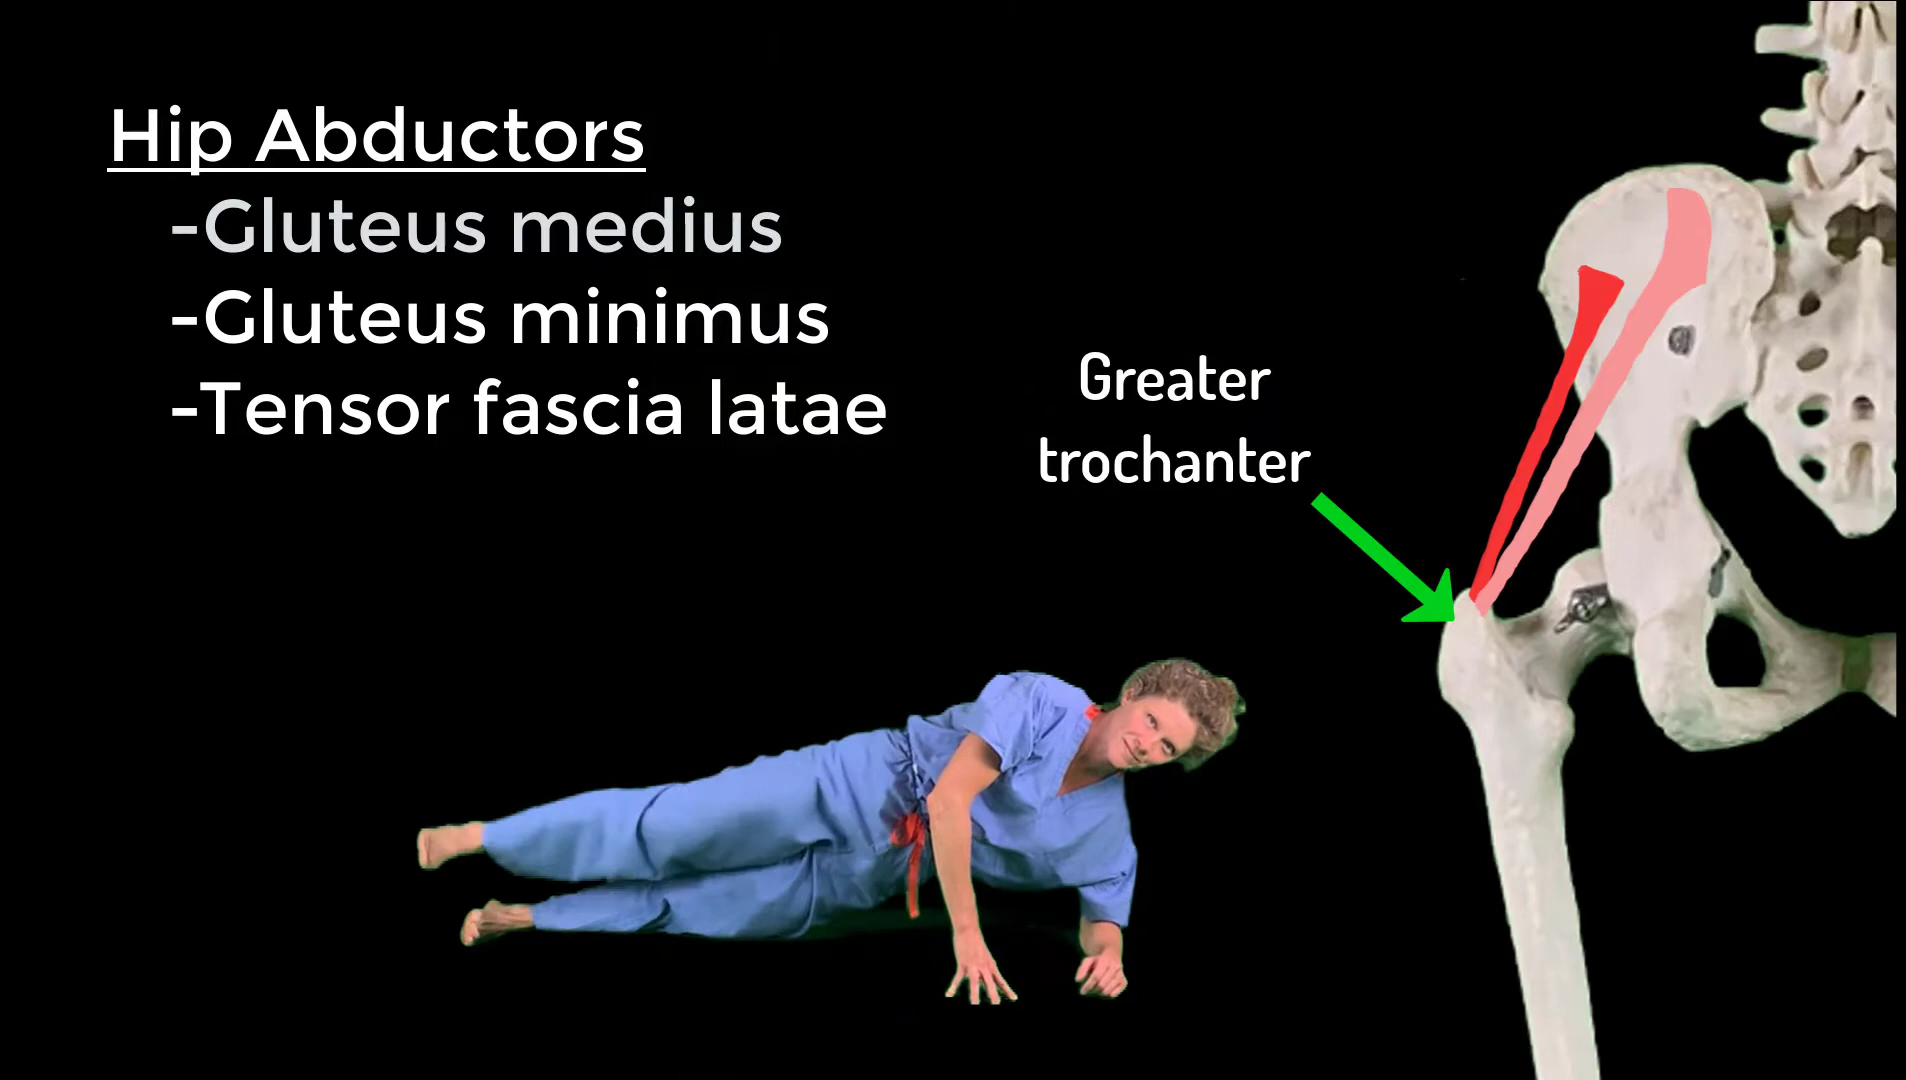 Hip Abductors
-Gluteus medius
-Gluteus minimus
-Tensor fascia latae
Greater
trochanter